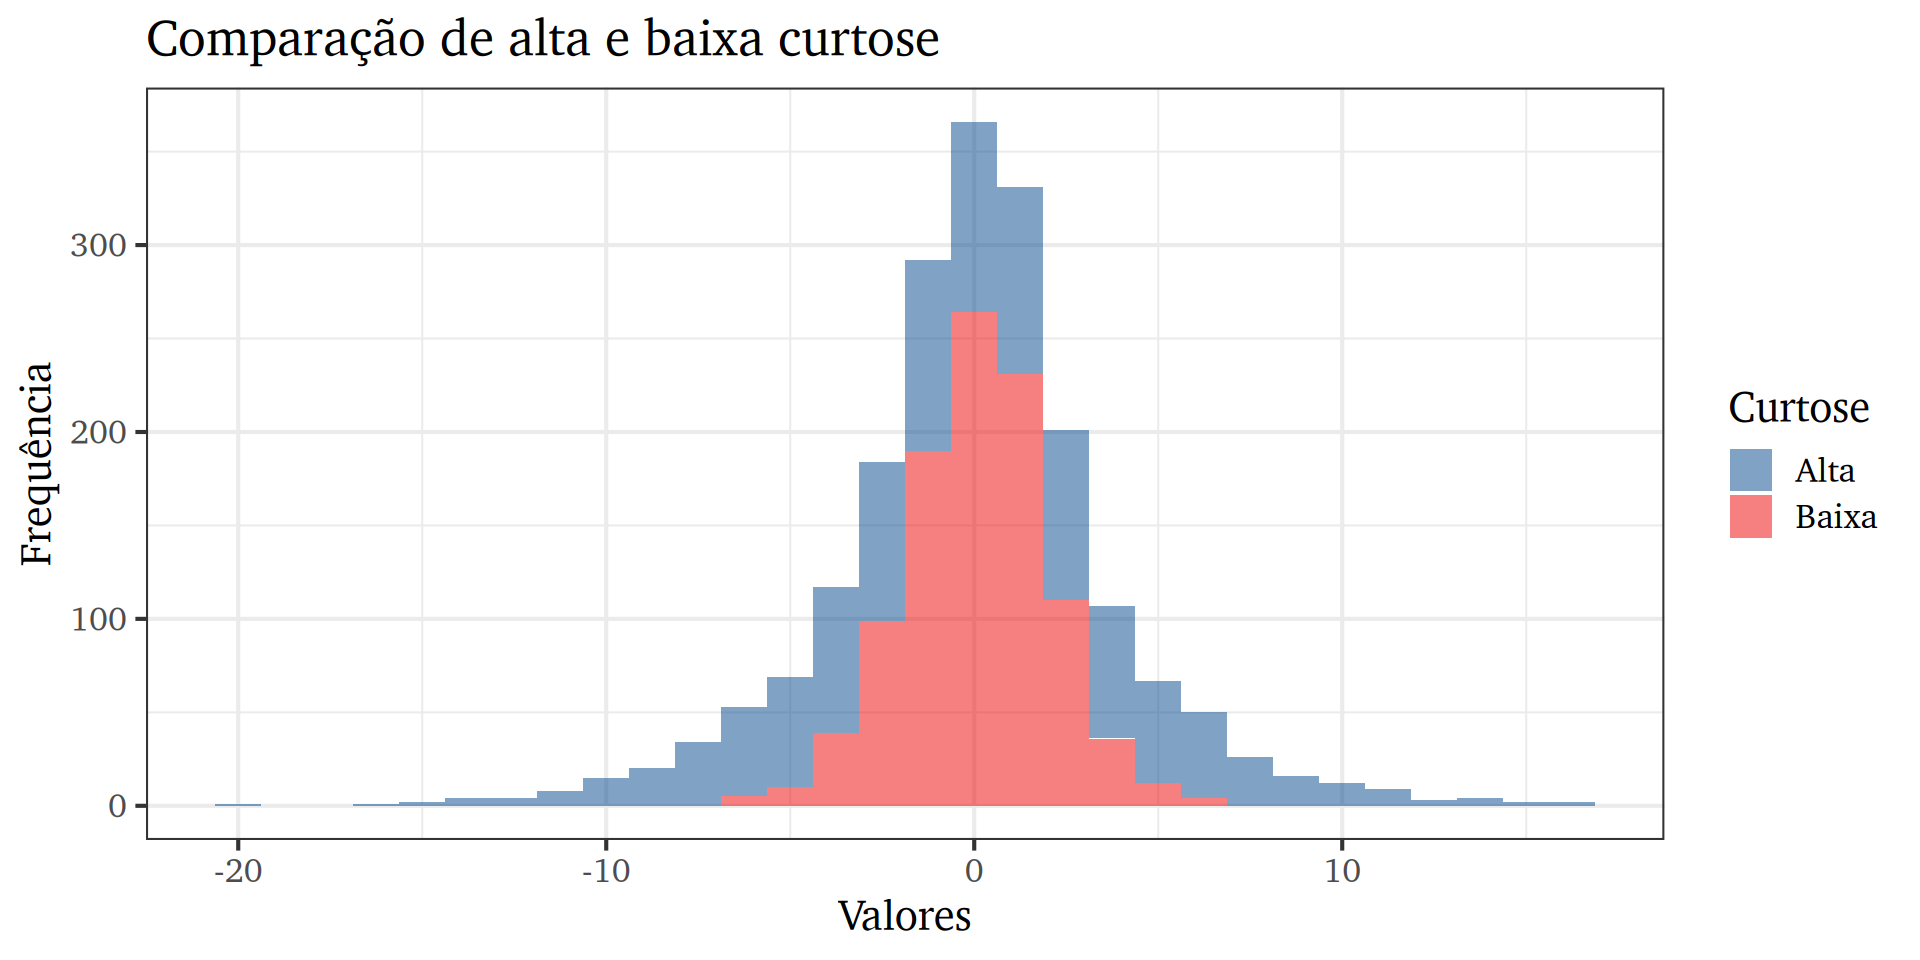 Comparação de alta e baixa curtose
Frequência
300
200
100
0
-20
-10
0
10
Valores
Curtose
Alta
Baixa